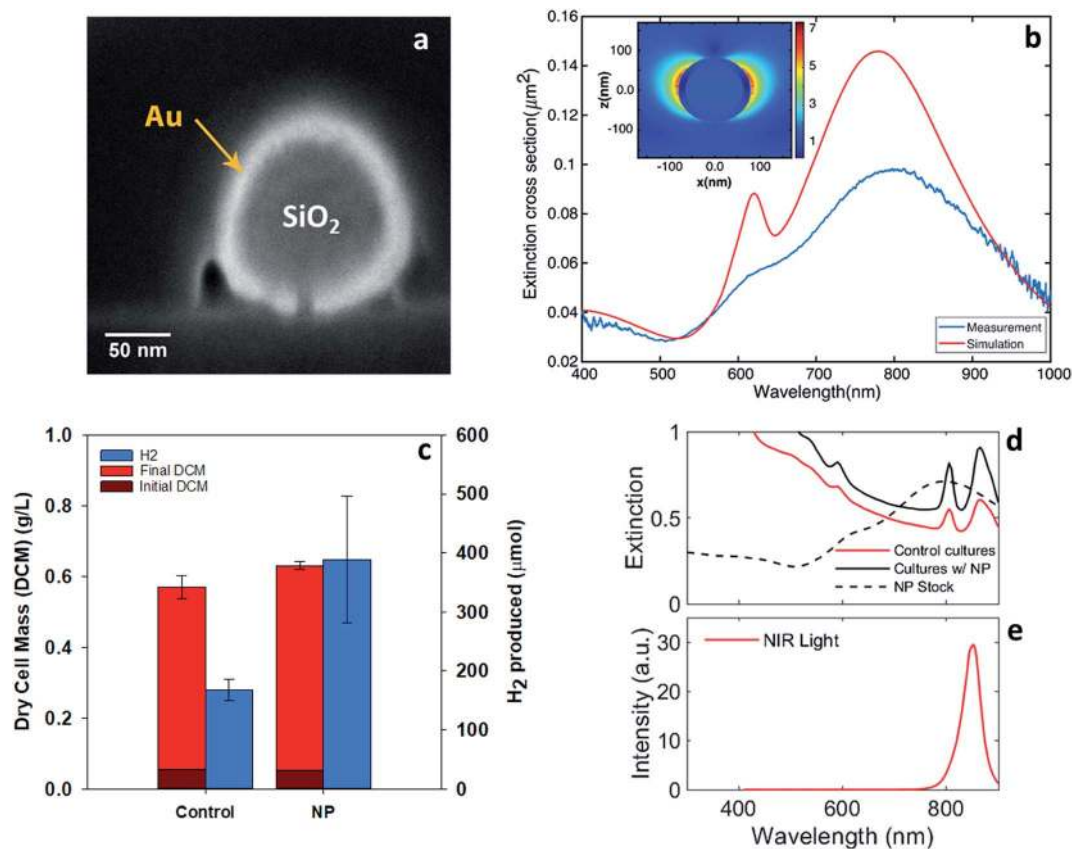 a
Au
SiO2
50 nm
b
Extinction cross section(μm²)
0.16
0.14
0.12
0.1
0.08
0.06
0.04
0.02
400 500 600 700 800 900 1000
Wavelength(nm)
z(nm)
100
0.0
-100
-100 0.0 100
x(nm)
7
5
3
1
Measurement
Simulation
c
Dry Cell Mass (DCM) (g/L)
1.0
0.8
0.6
0.4
0.2
0.0
H2
Final DCM
Initial DCM
Control NP
600
500
400
300
200
100
0
H2 produced (μmol)
d
Extinction
1
0.5
0
Control cultures
Cultures w/ NP
NP Stock
e
Intensity (a.u.)
30
20
10
0
NIR Light
400 600 800
Wavelength (nm)